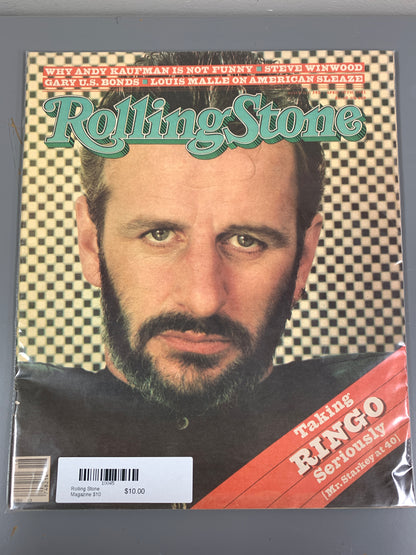 WHY ANDY KAUFMAN IS NOT FUNNY ■ STEVE WINWOOD
GARY U.S. BONDS ■ LOUIS MALLE ON AMERICAN SLEAZE
RollingStone
Taking
RINGO
Seriously
[Mr. Starkey at 40]
10045
Rolling Stone
Magazine $10
$10.00